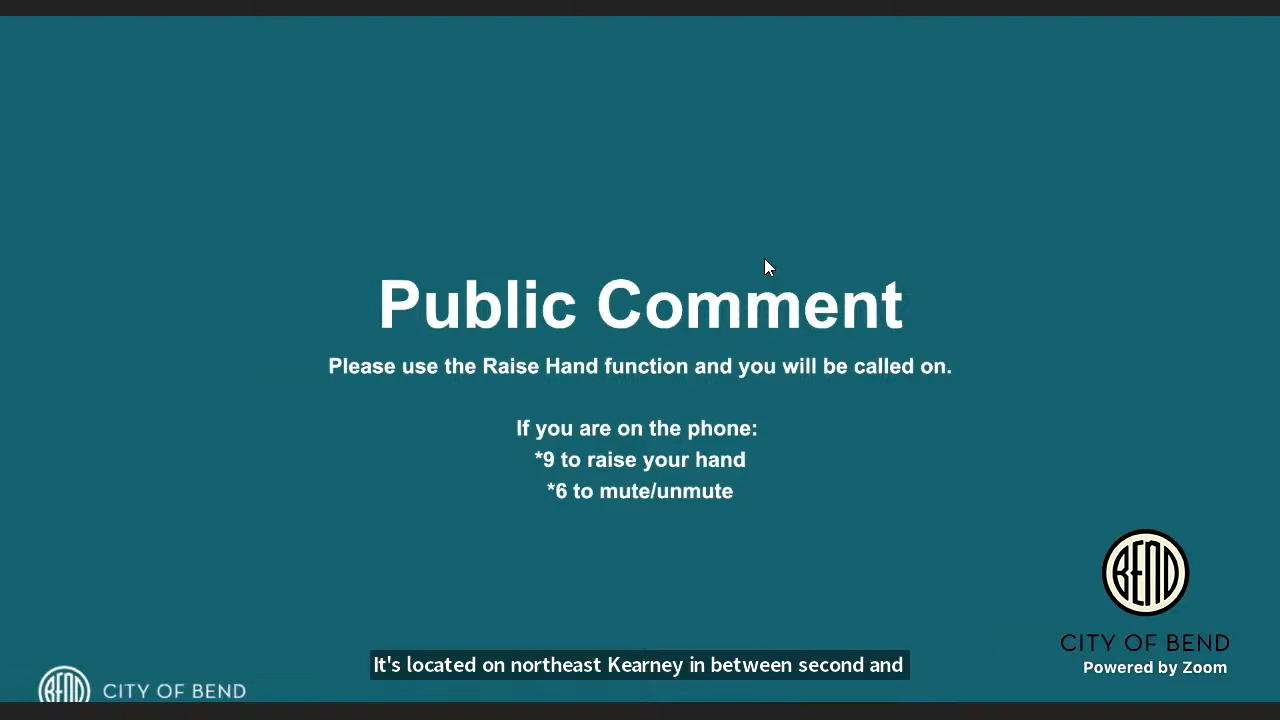 Public Comment
Please use the Raise Hand function and you will be called on.
If you are on the phone:
*9 to raise your hand
*6 to mute/unmute
BEND
CITY OF BEND
Powered by Zoom
It's located on northeast Kearney in between second and
BEND CITY OF BEND